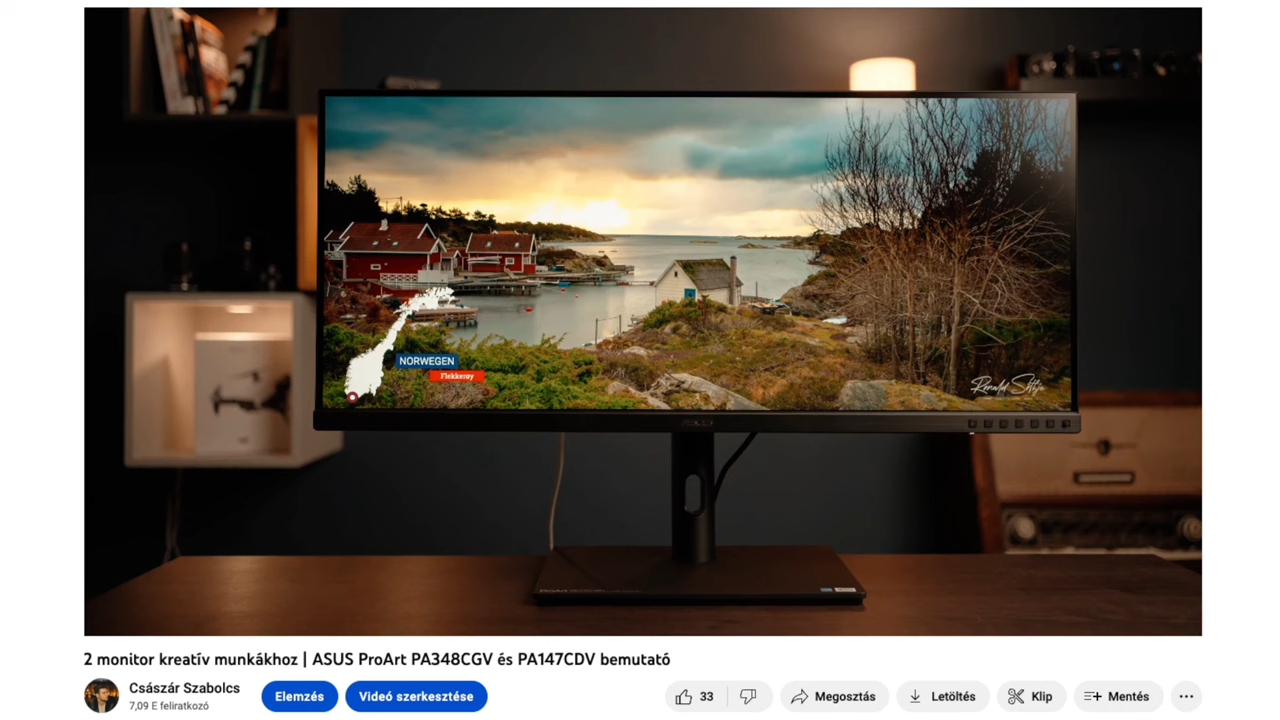 NORWEGEN
Flekkerøy
ASUS
2 monitor kreatív munkákhoz | ASUS ProArt PA348CGV és PA147CDV bemutató
Császár Szabolcs
7,09 E feliratkozó
Elemzés
Videó szerkesztése
33
Megosztás
Letöltés
Klip
Mentés